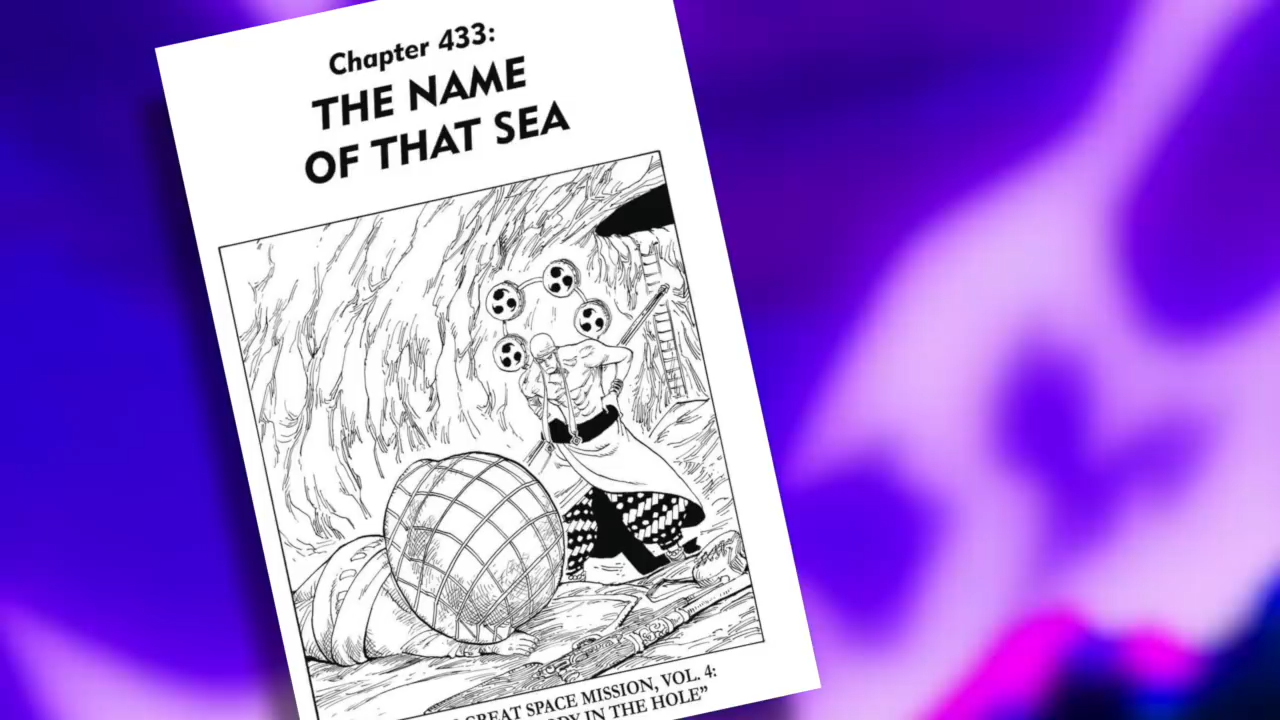 Chapter 433:
THE NAME
OF THAT SEA
GREAT SPACE MISSION, VOL. 4:
IN THE HOLE”